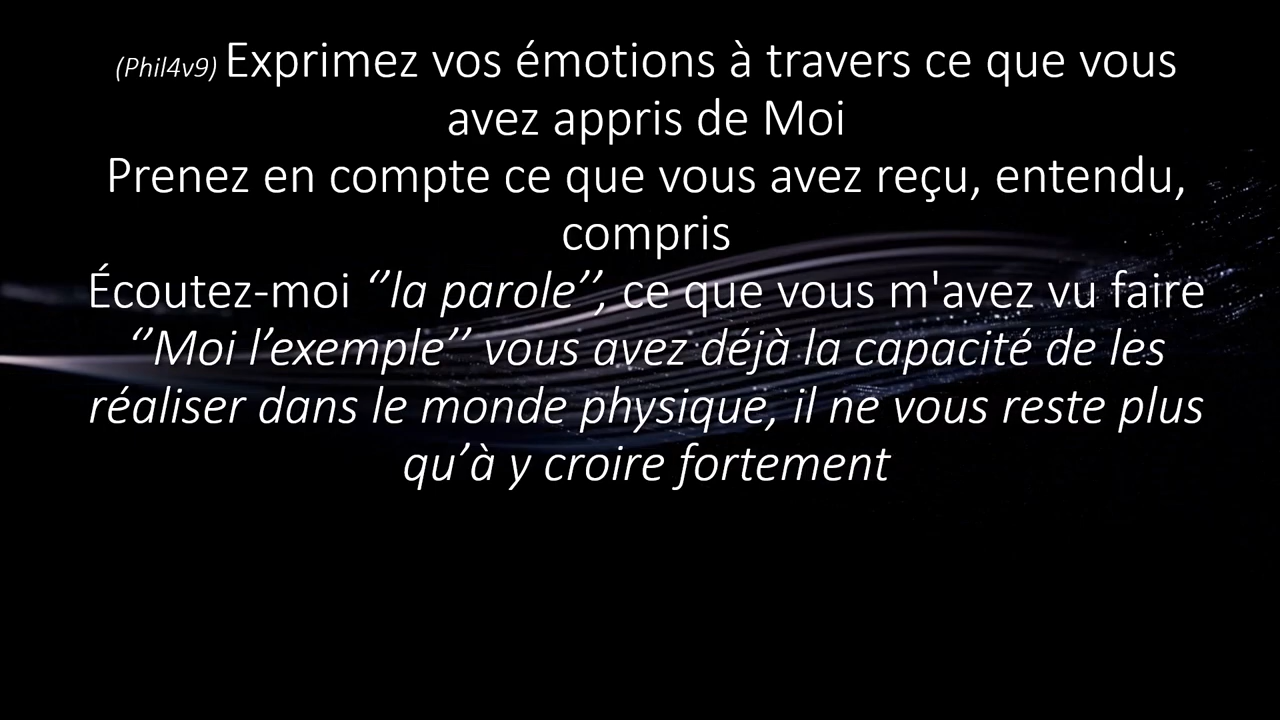 (Phil4v9) Exprimez vos émotions à travers ce que vous
avez appris de Moi
Prenez en compte ce que vous avez reçu, entendu,
compris
Écoutez-moi ‘’la parole’’, ce que vous m'avez vu faire
‘’Moi l’exemple’’ vous avez déjà la capacité de les
réaliser dans le monde physique, il ne vous reste plus
qu’à y croire fortement